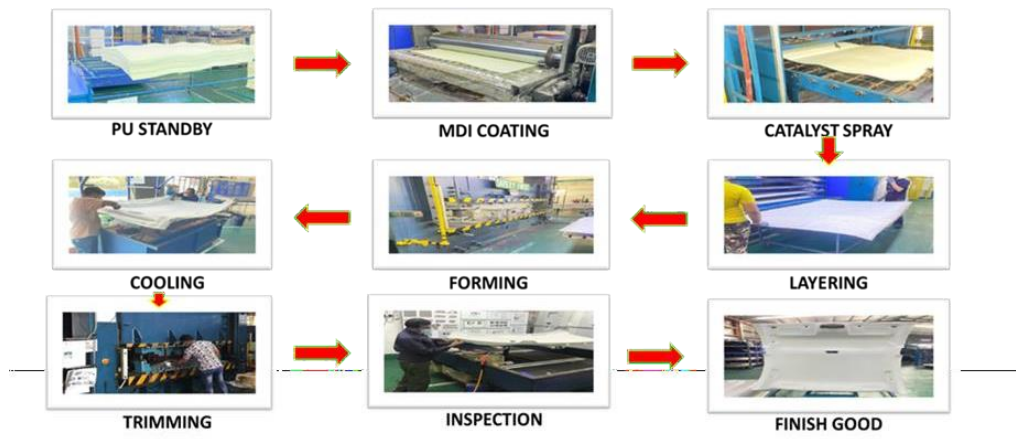 PU STANDBY
MDI COATING
CATALYST SPRAY
COOLING
FORMING
LAYERING
TRIMMING
INSPECTION
FINISH GOOD